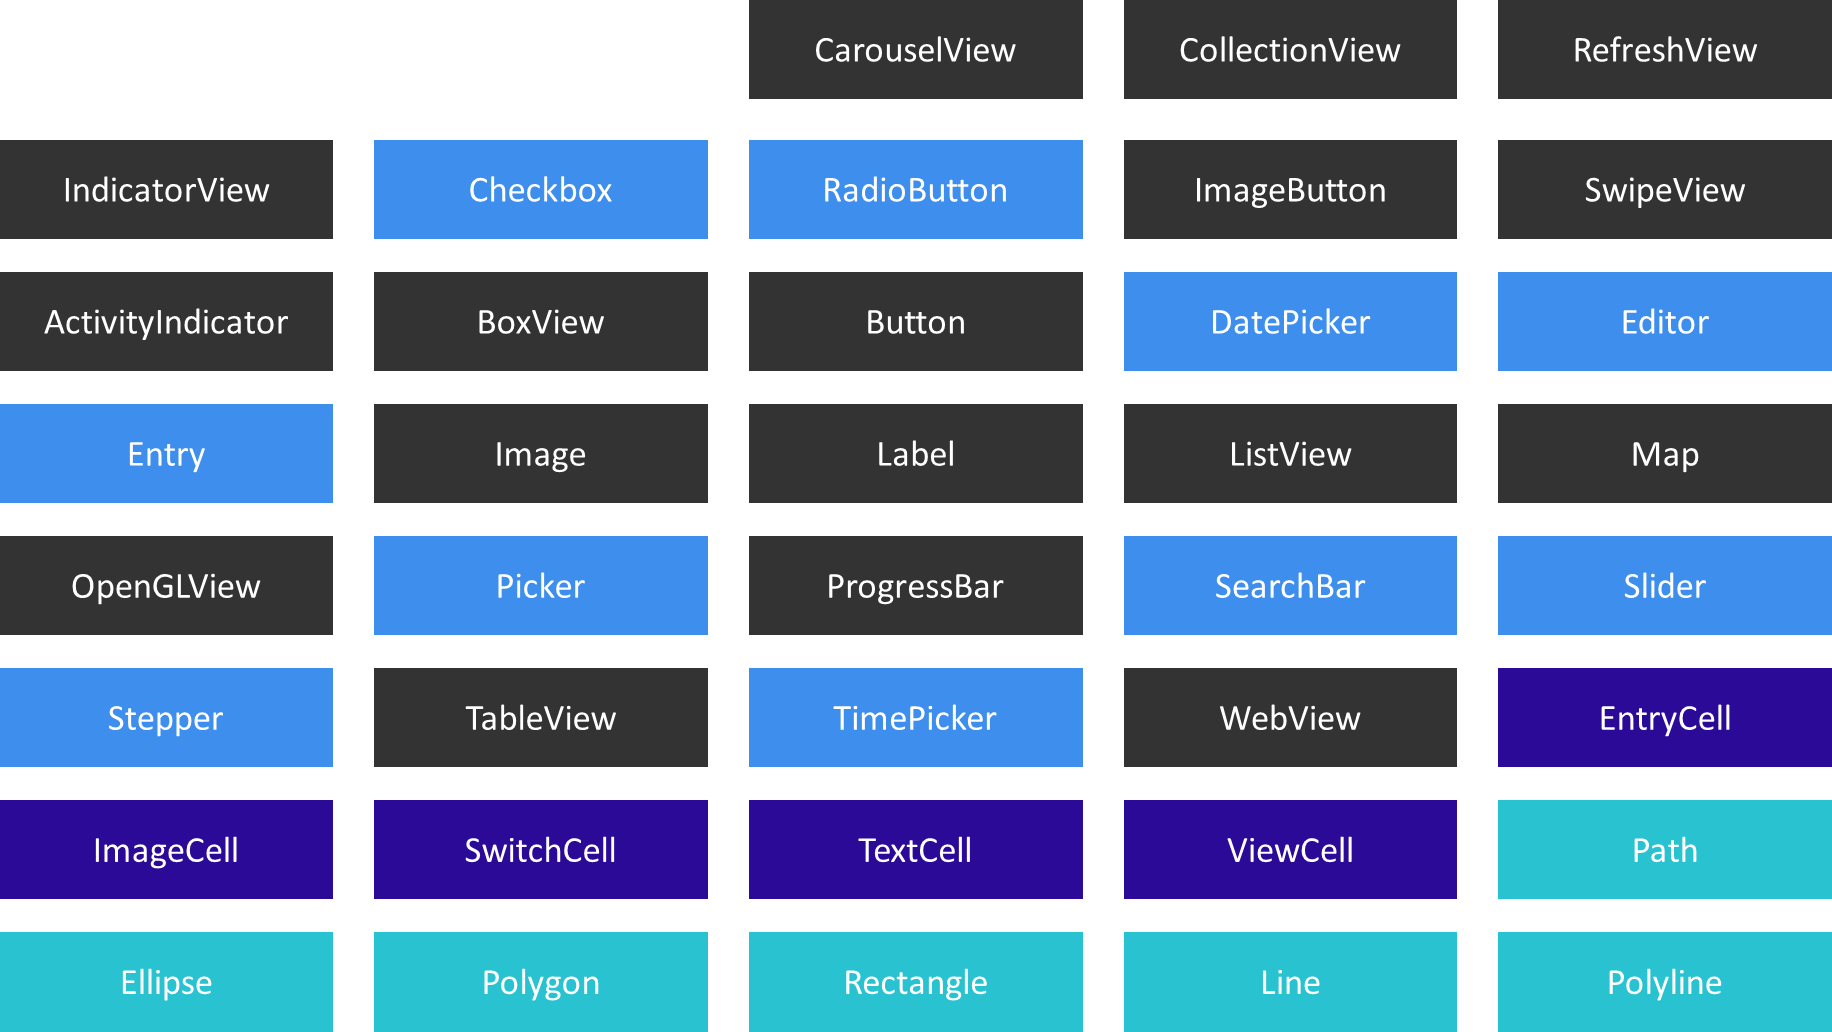 CarouselView
CollectionView
RefreshView
IndicatorView
Checkbox
RadioButton
ImageButton
SwipeView
ActivityIndicator
BoxView
Button
DatePicker
Editor
Entry
Image
Label
ListView
Map
OpenGLView
Picker
ProgressBar
SearchBar
Slider
Stepper
TableView
TimePicker
WebView
EntryCell
ImageCell
SwitchCell
TextCell
ViewCell
Path
Ellipse
Polygon
Rectangle
Line
Polyline